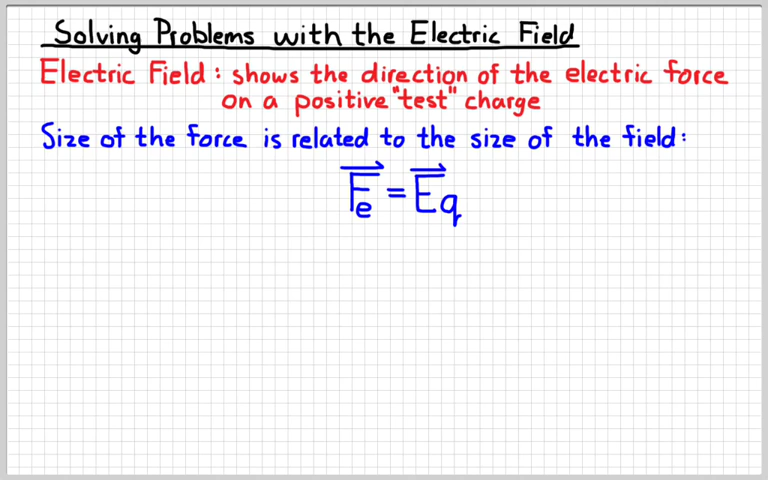 Solving Problems with the Electric Field
Electric Field: shows the direction of the electric force
on a positive "test" charge
Size of the force is related to the size of the field:
F⃗e = E⃗q